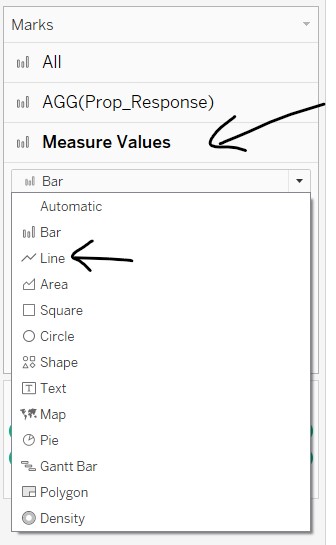 Marks
All
AGG(Prop_Response)
Measure Values
Bar
Automatic
Bar
Line
Area
Square
Circle
Shape
Text
Map
Pie
Gantt Bar
Polygon
Density